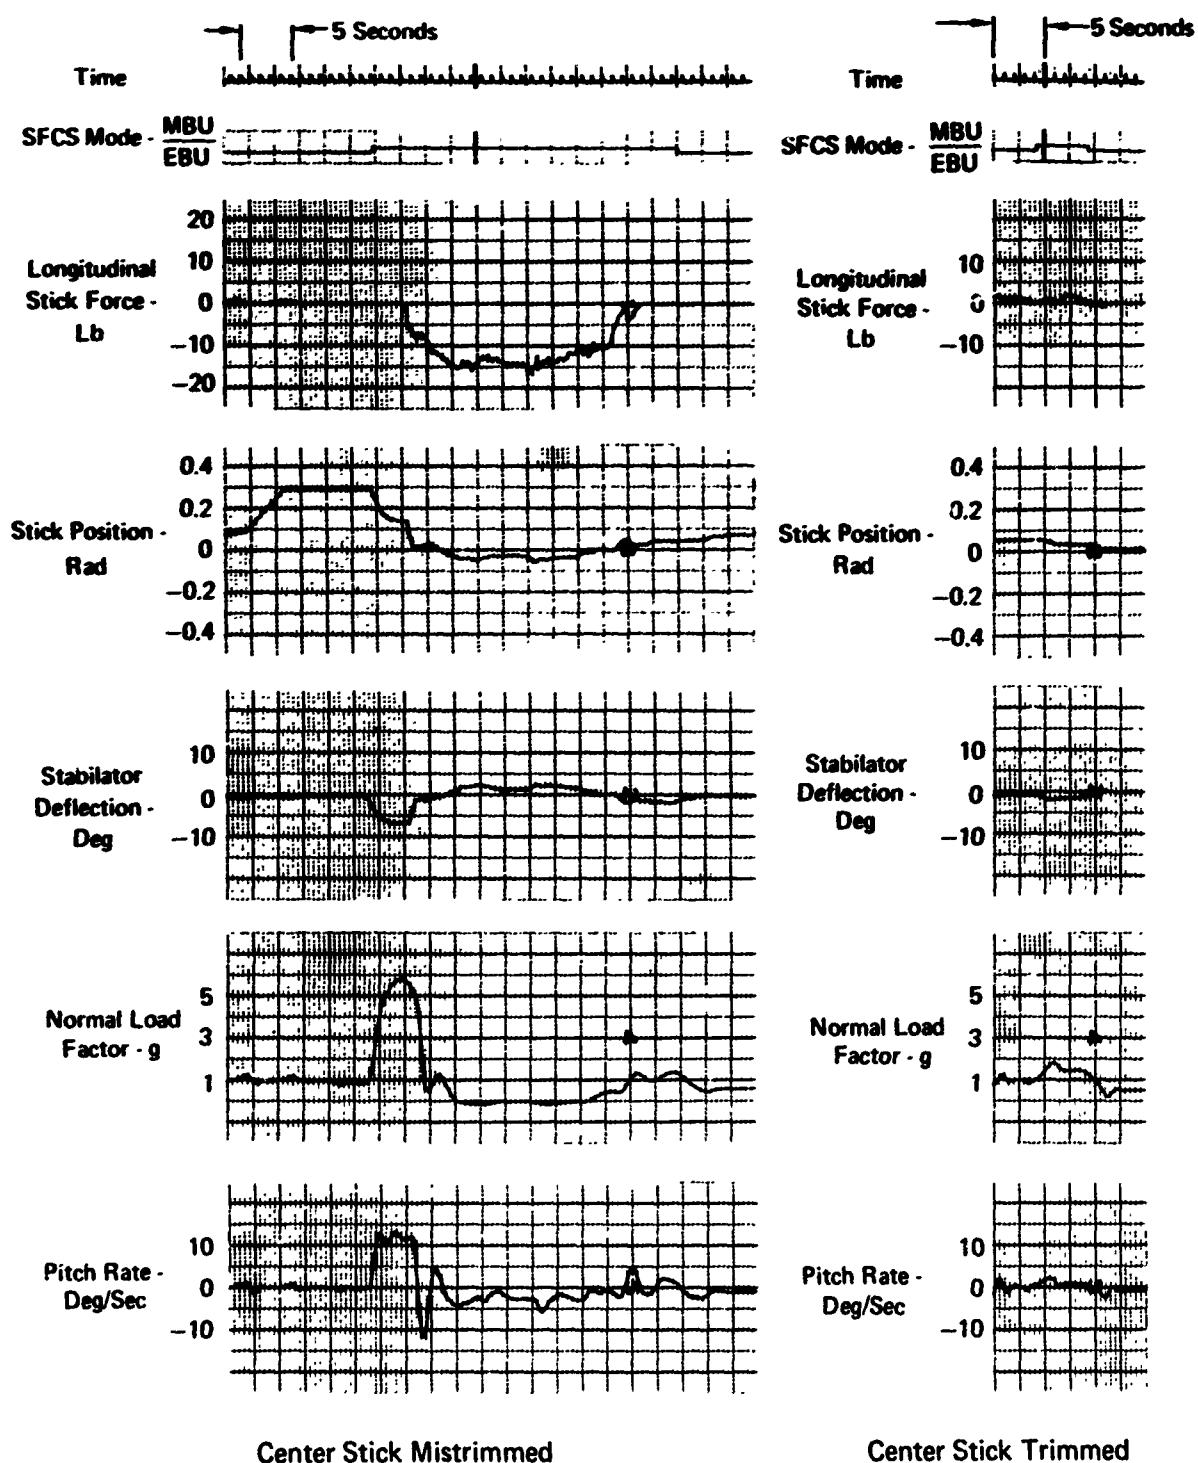 5 Seconds
Time
SFCS Mode - MBU
EBU
20
10
0
−10
−20
Longitudinal
Stick Force -
Lb
0.4
0.2
0
−0.2
−0.4
Stick Position -
Rad
10
0
−10
Stabilator
Deflection -
Deg
5
3
1
Normal Load
Factor - g
10
0
−10
Pitch Rate -
Deg/Sec
Center Stick Mistrimmed
5 Seconds
Time
SFCS Mode - MBU
EBU
10
0
−10
Longitudinal
Stick Force -
Lb
0.4
0.2
0
−0.2
−0.4
Stick Position -
Rad
10
0
−10
Stabilator
Deflection -
Deg
5
3
1
Normal Load
Factor - g
10
0
−10
Pitch Rate -
Deg/Sec
Center Stick Trimmed